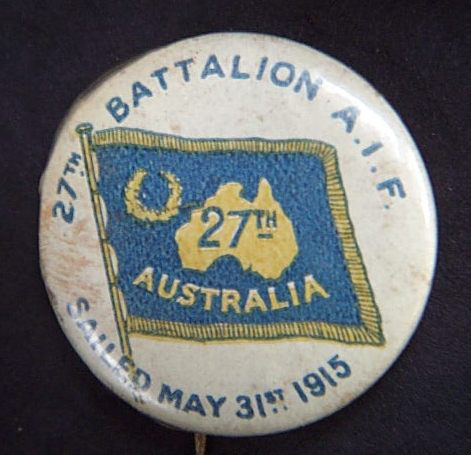 27TH BATTALION A.I.F.
27TH
AUSTRALIA
SAILED MAY 31ST 1915